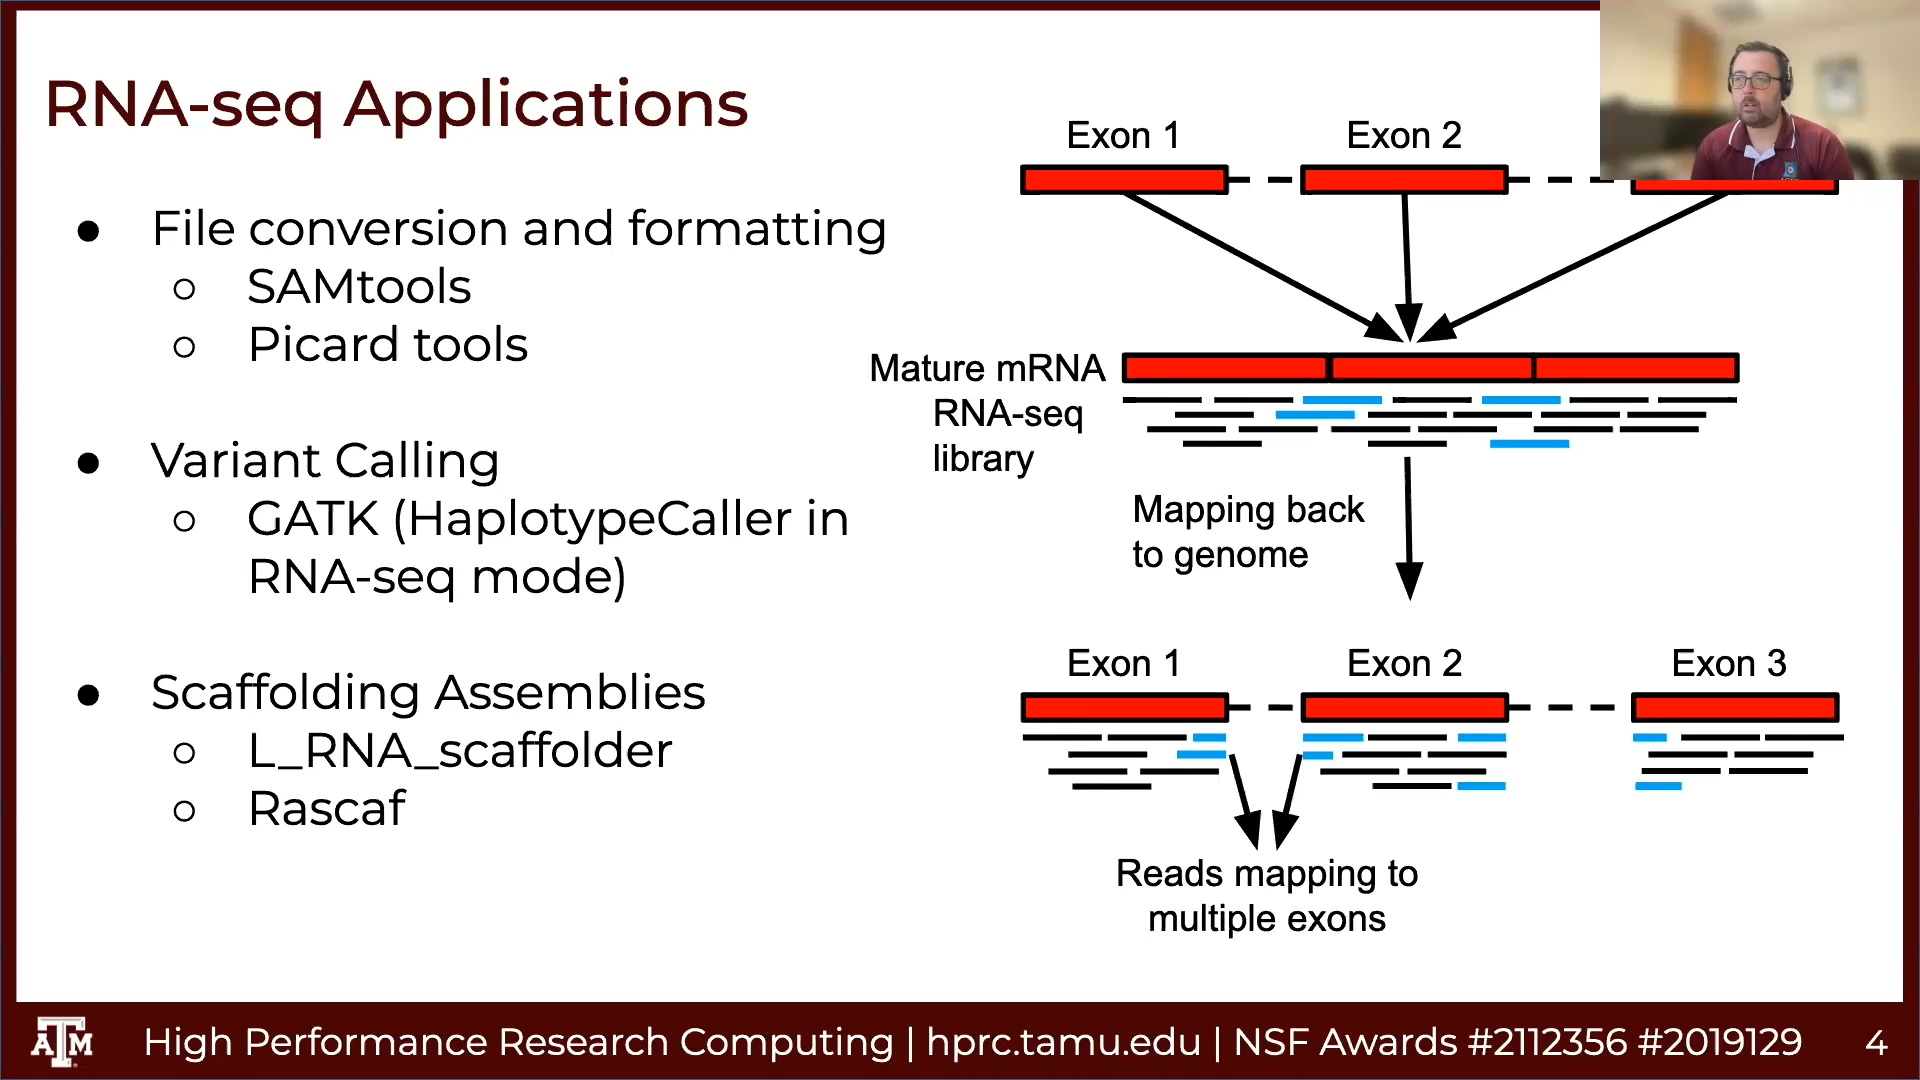 RNA-seq Applications
● File conversion and formatting
○ SAMtools
○ Picard tools
● Variant Calling
○ GATK (HaplotypeCaller in
RNA-seq mode)
● Scaffolding Assemblies
○ L_RNA_scaffolder
○ Rascaf
Exon 1
Exon 2
Mature mRNA
RNA-seq
library
Mapping back
to genome
Exon 1
Exon 2
Exon 3
Reads mapping to
multiple exons
ATM High Performance Research Computing | hprc.tamu.edu | NSF Awards #2112356 #2019129 4